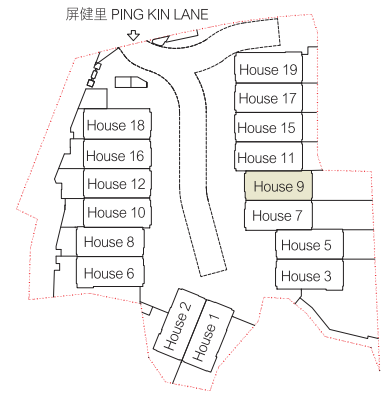 屏健里 PING KIN LANE
House 19
House 17
House 15
House 11
House 9
House 7
House 5
House 3
House 18
House 16
House 12
House 10
House 8
House 6
House 2
House 1